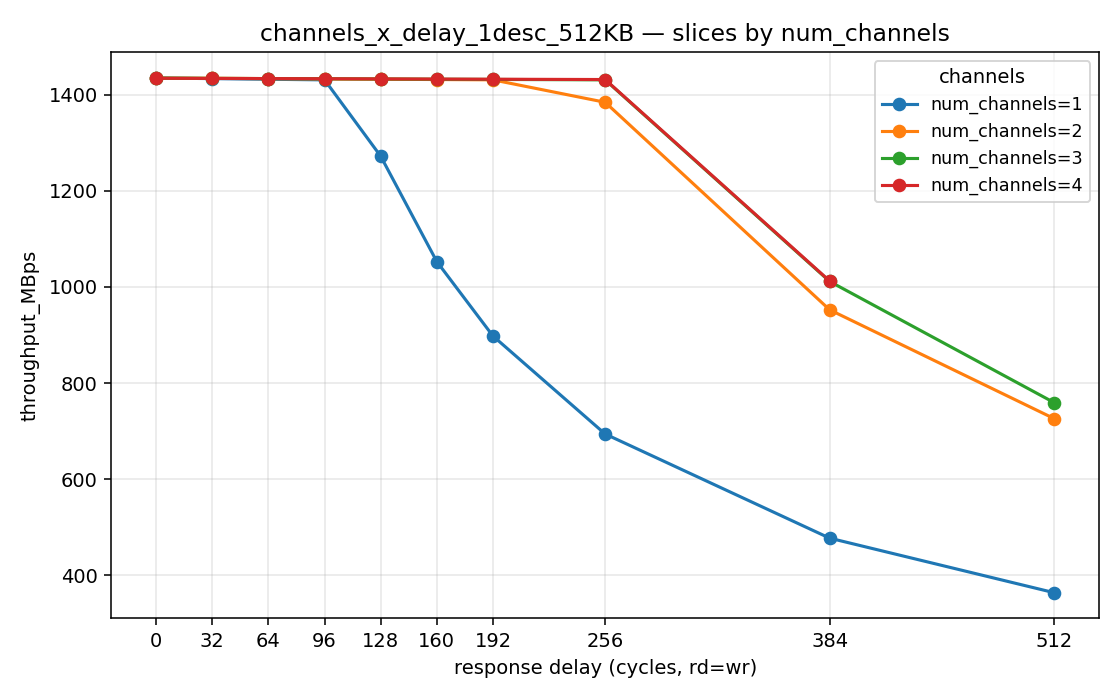 channels_x_delay_1desc_512KB — slices by num_channels
channels
num_channels=1
num_channels=2
num_channels=3
num_channels=4
throughput_MBps
1400
1200
1000
800
600
400
0 32 64 96 128 160 192 256 384 512
response delay (cycles, rd=wr)